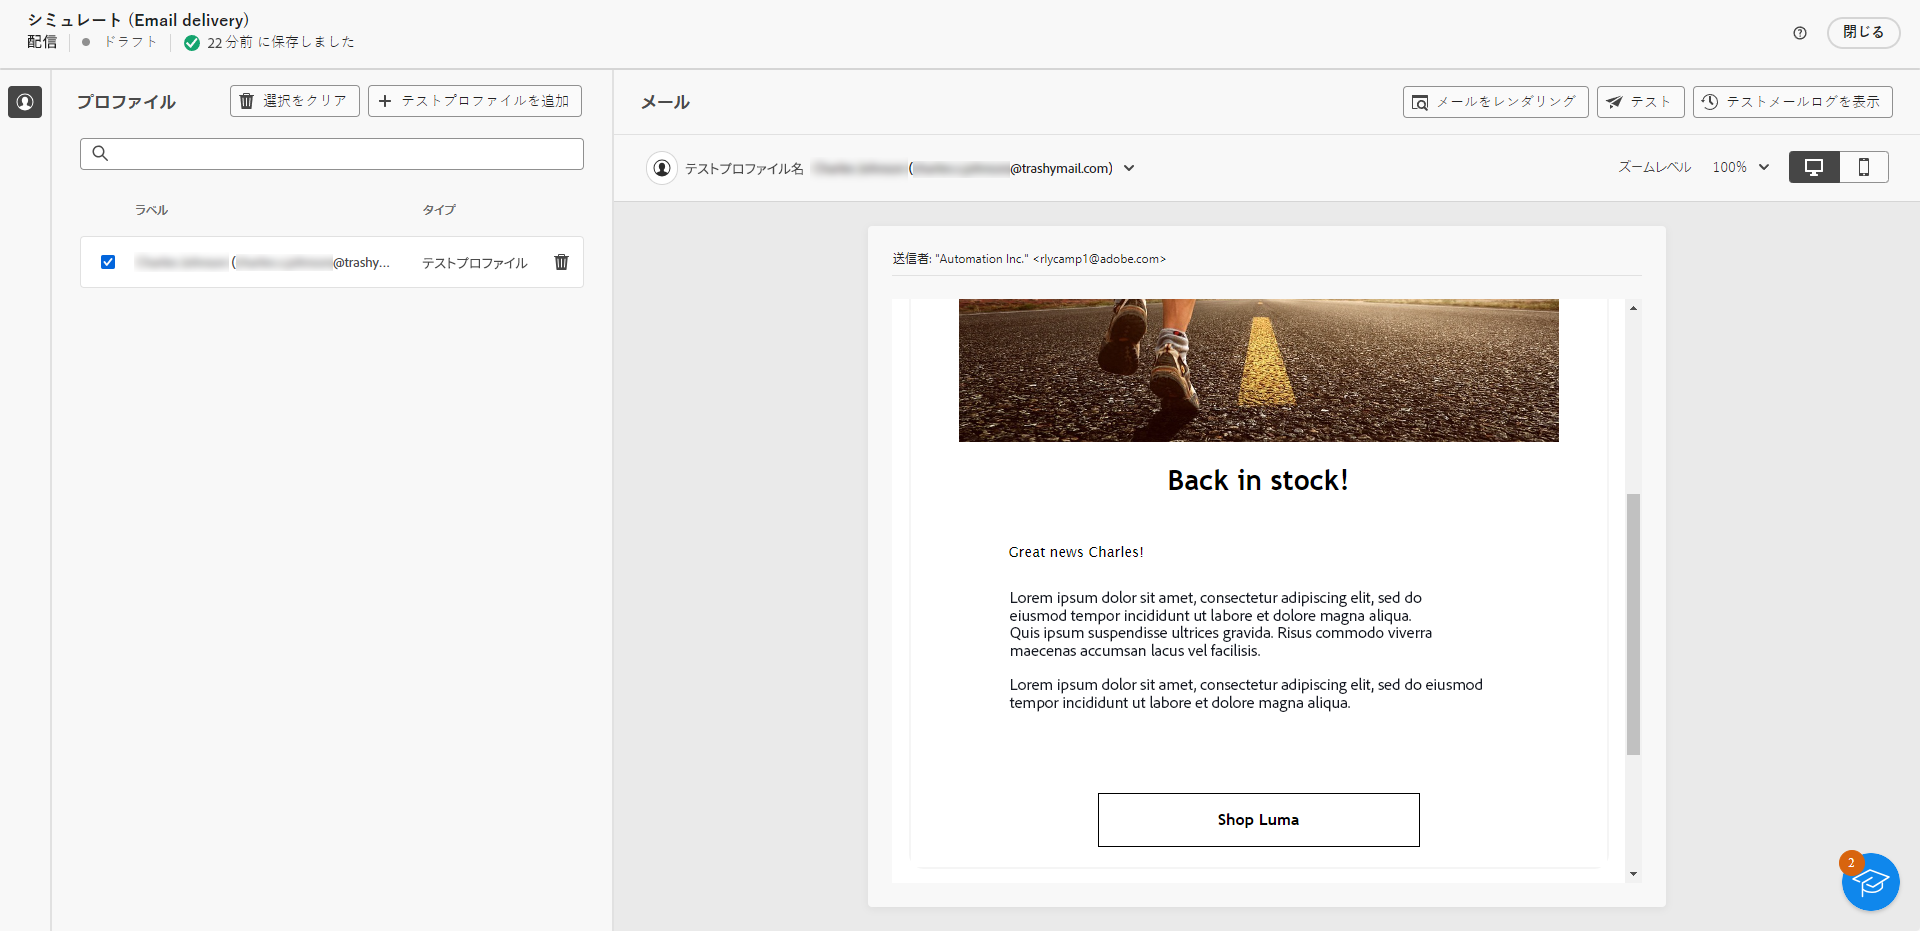 シミュレート (Email delivery)
配信 ドラフト 22 分前 に保存しました
閉じる
プロファイル 選択をクリア テストプロファイルを追加
ラベル タイプ
(@trashy... テストプロファイル
メール メールをレンダリング テスト テストメールログを表示
テストプロファイル名 (@trashymail.com)
ズームレベル 100%
送信者: "Automation Inc." <rlycamp1@adobe.com>
Back in stock!
Great news Charles!
Lorem ipsum dolor sit amet, consectetur adipiscing elit, sed do
eiusmod tempor incididunt ut labore et dolore magna aliqua.
Quis ipsum suspendisse ultrices gravida. Risus commodo viverra
maecenas accumsan lacus vel facilisis.
Lorem ipsum dolor sit amet, consectetur adipiscing elit, sed do eiusmod
tempor incididunt ut labore et dolore magna aliqua.
Shop Luma
2